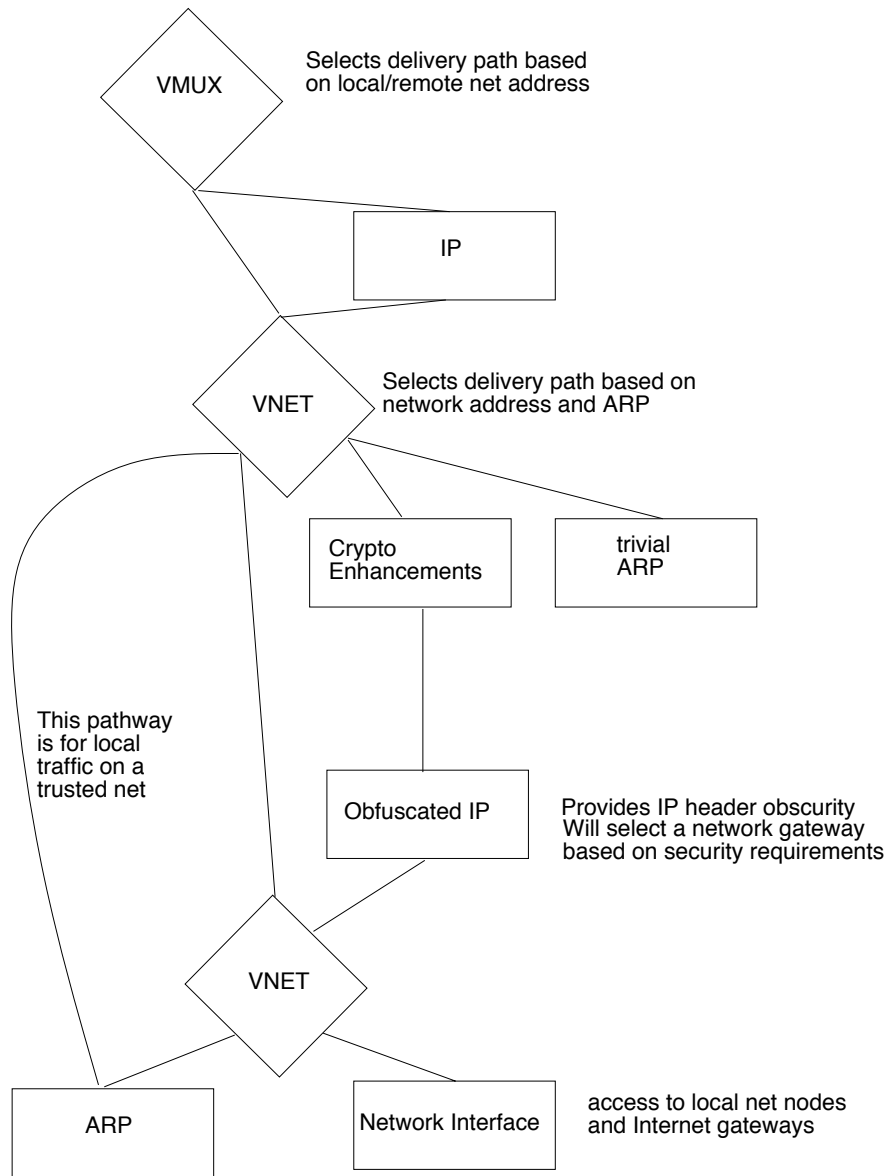 VMUX
Selects delivery path based
on local/remote net address
IP
VNET
Selects delivery path based on
network address and ARP
Crypto
Enhancements
trivial
ARP
This pathway
is for local
traffic on a
trusted net
Obfuscated IP
Provides IP header obscurity
Will select a network gateway
based on security requirements
VNET
ARP
Network Interface
access to local net nodes
and Internet gateways